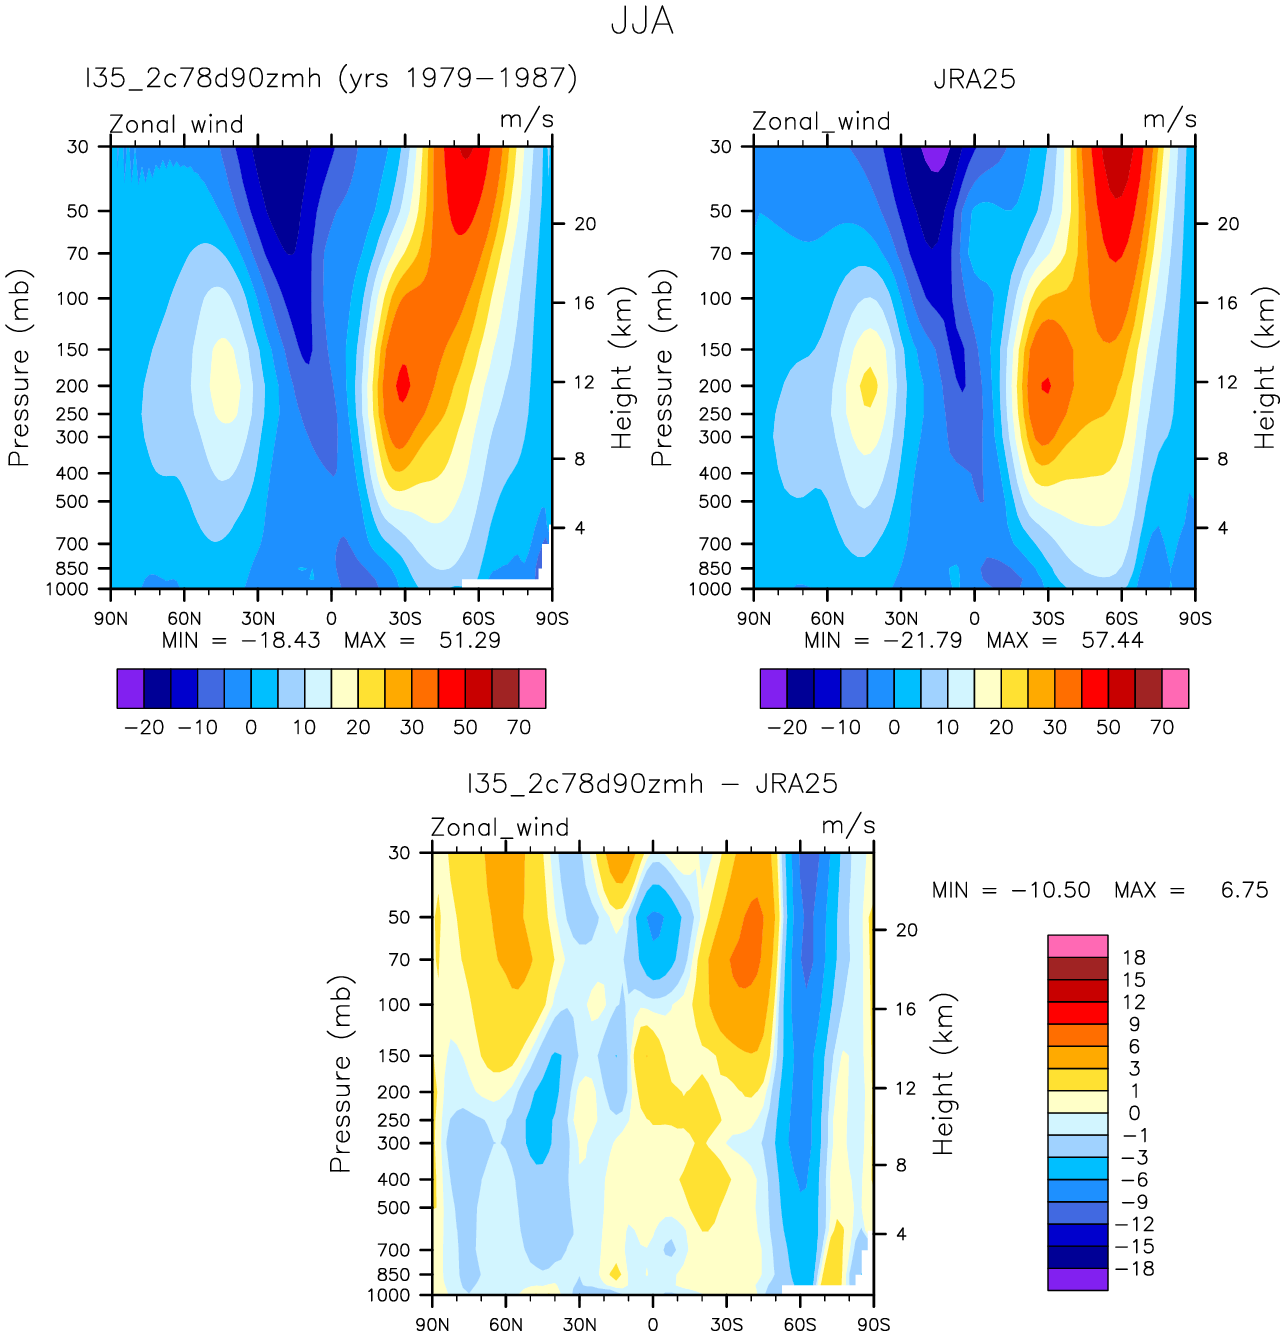 JJA
I35_2c78d90zmh (yrs 1979-1987)
Zonal wind
m/s
30
50
70
100
150
200
250
300
400
500
700
850
1000
Pressure (mb)
20
16
12
8
4
Height (km)
90N 60N 30N 0 30S 60S 90S
MIN = -18.43 MAX = 51.29
-20 -10 0 10 20 30 50 70
JRA25
Zonal_wind
m/s
30
50
70
100
150
200
250
300
400
500
700
850
1000
Pressure (mb)
20
16
12
8
4
Height (km)
90N 60N 30N 0 30S 60S 90S
MIN = -21.79 MAX = 57.44
-20 -10 0 10 20 30 50 70
I35_2c78d90zmh - JRA25
Zonal_wind
m/s
30
50
70
100
150
200
250
300
400
500
700
850
1000
Pressure (mb)
20
16
12
8
4
Height (km)
90N 60N 30N 0 30S 60S 90S
MIN = -10.50 MAX = 6.75
18
15
12
9
6
3
1
0
-1
-3
-6
-9
-12
-15
-18